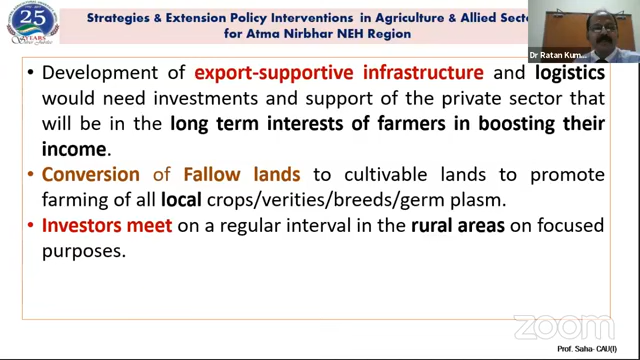 25
YEARS
Strategies & Extension Policy Interventions in Agriculture & Allied Sect
for Atma Nirbhar NEH Region
Dr Ratan Kum...
• Development of export-supportive infrastructure and logistics
would need investments and support of the private sector that
will be in the long term interests of farmers in boosting their
income.
• Conversion of Fallow lands to cultivable lands to promote
farming of all local crops/verities/breeds/germ plasm.
• Investors meet on a regular interval in the rural areas on focused
purposes.
zoom
Prof. Saha- CAU(I)